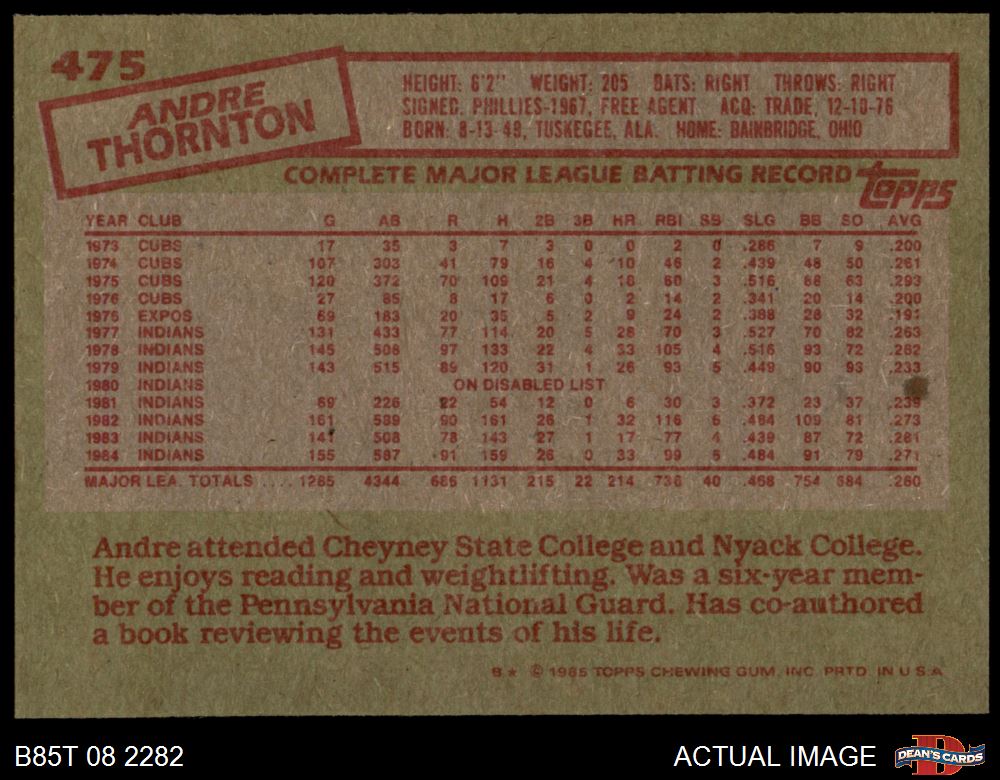 475
ANDRE
THORNTON
HEIGHT: 6'2" WEIGHT: 205 BATS: RIGHT THROWS: RIGHT
SIGNED: PHILLIES-1967, FREE AGENT ACQ: TRADE, 12-10-76
BORN: 8-13-49, TUSKEGEE, ALA. HOME: BAINBRIDGE, OHIO
COMPLETE MAJOR LEAGUE BATTING RECORD topps
YEAR CLUB G AB R H 2B 3B HR RBI SB SLG BB SO AVG
1973 CUBS 17 35 3 7 3 0 0 2 0 .286 7 9 .200
1974 CUBS 107 303 41 79 16 4 10 46 2 .439 48 50 .261
1975 CUBS 120 372 70 109 21 4 18 60 3 .516 88 63 .293
1976 CUBS 27 85 8 17 6 0 2 14 2 .341 20 14 .200
1976 EXPOS 69 183 20 35 5 2 9 24 2 .388 28 32 .191
1977 INDIANS 131 433 77 114 20 5 28 70 3 .527 70 82 .263
1978 INDIANS 145 508 97 133 22 4 33 105 4 .516 93 72 .262
1979 INDIANS 143 515 89 120 31 1 26 93 5 .449 90 93 .233
1980 INDIANS ON DISABLED LIST
1981 INDIANS 69 226 22 54 12 0 6 30 3 .372 23 37 .239
1982 INDIANS 161 589 90 161 26 1 32 116 6 .484 109 81 .273
1983 INDIANS 141 508 78 143 27 1 17 77 4 .439 87 72 .281
1984 INDIANS 155 587 91 159 26 0 33 99 6 .484 91 79 .271
MAJOR LEA. TOTALS .... 1285 4344 686 1131 215 22 214 736 40 .468 754 684 .260
Andre attended Cheyney State College and Nyack College.
He enjoys reading and weightlifting. Was a six-year mem-
ber of the Pennsylvania National Guard. Has co-authored
a book reviewing the events of his life.
B★ © 1985 TOPPS CHEWING GUM, INC. PRTD. IN U.S.A.
B85T 08 2282 ACTUAL IMAGE DEAN'S CARDS